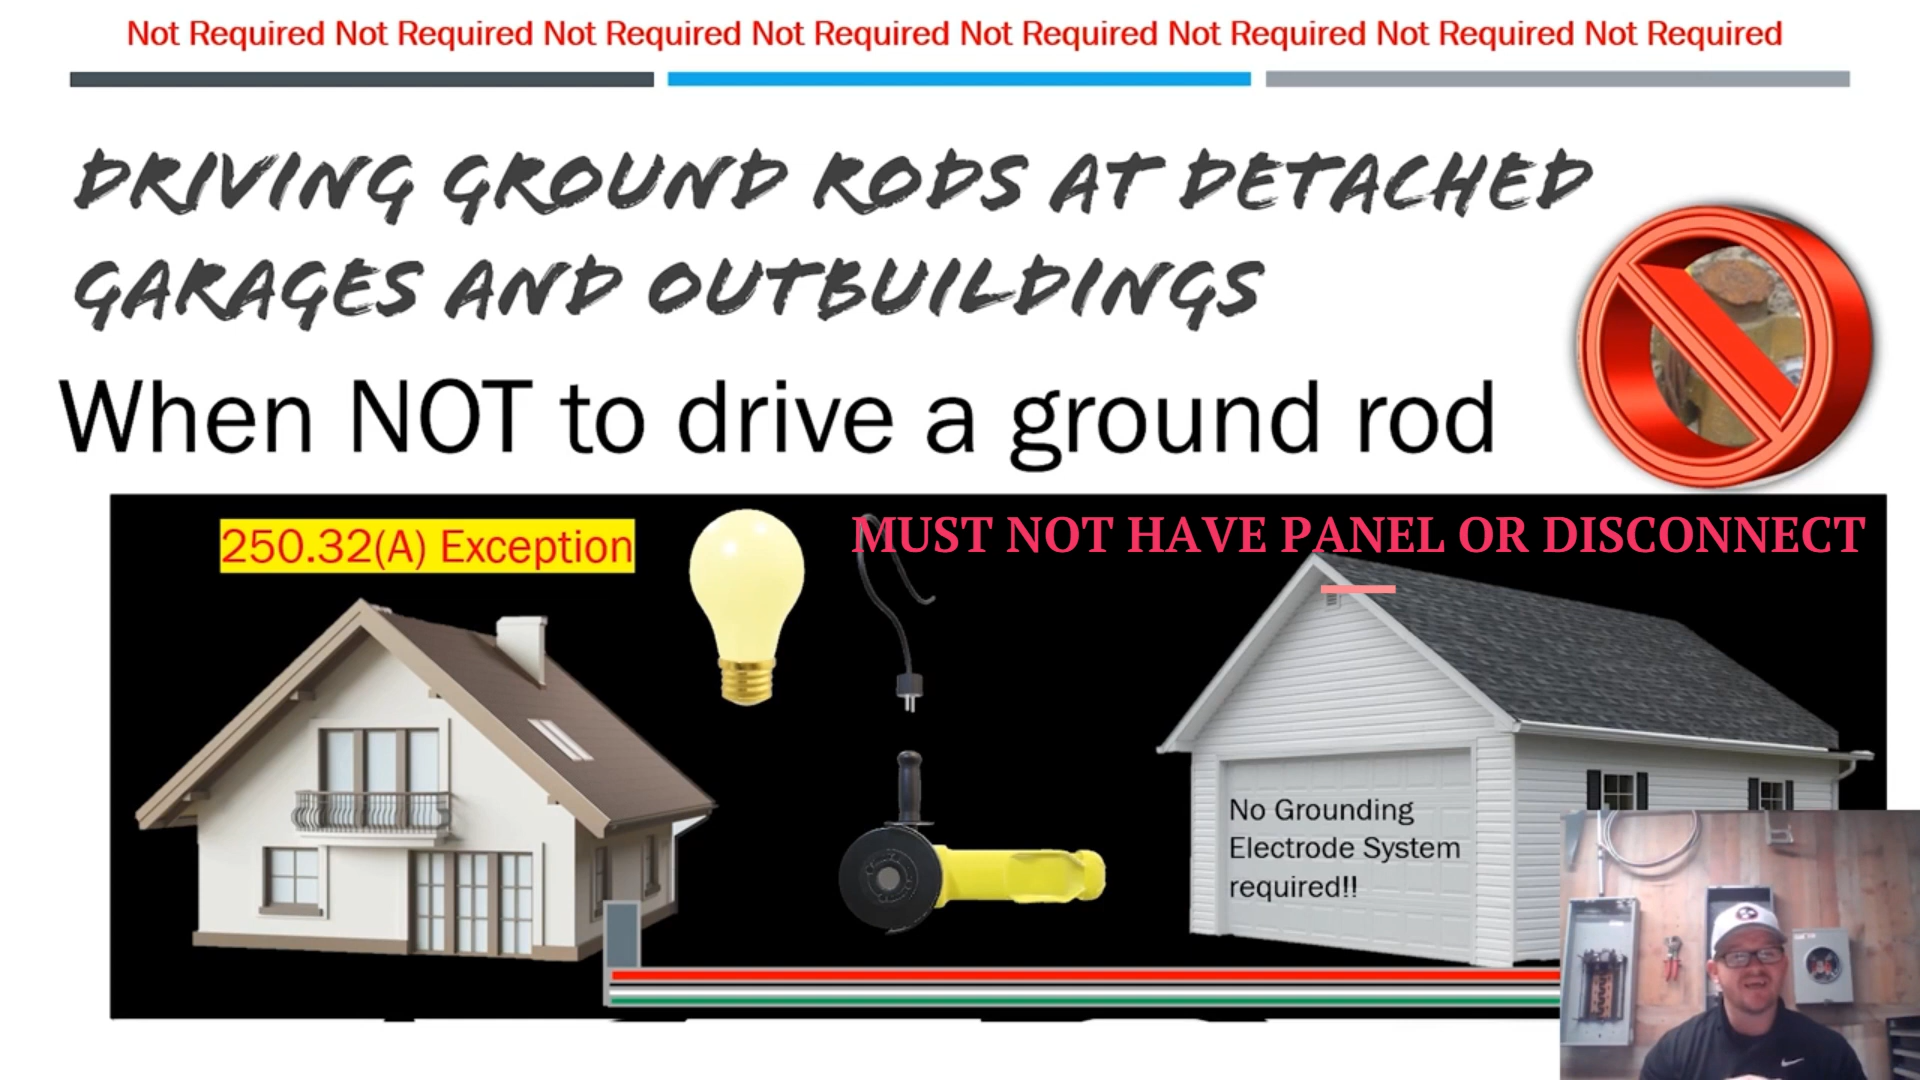 Not Required Not Required Not Required Not Required Not Required Not Required Not Required Not Required
DRIVING GROUND RODS AT DETACHED
GARAGES AND OUTBUILDINGS
When NOT to drive a ground rod
250.32(A) Exception
MUST NOT HAVE PANEL OR DISCONNECT
No Grounding
Electrode System
required!!